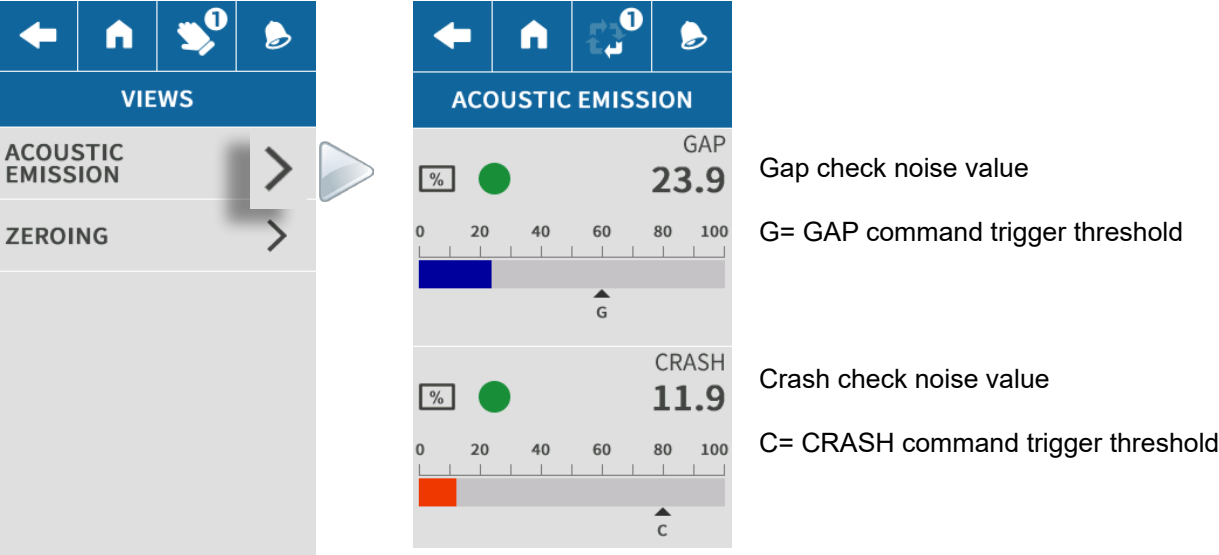 1
VIEWS
ACOUSTIC
EMISSION
ZEROING
1
ACOUSTIC EMISSION
GAP
%
23.9
0 20 40 60 80 100
G
CRASH
%
11.9
0 20 40 60 80 100
C
Gap check noise value
G= GAP command trigger threshold
Crash check noise value
C= CRASH command trigger threshold